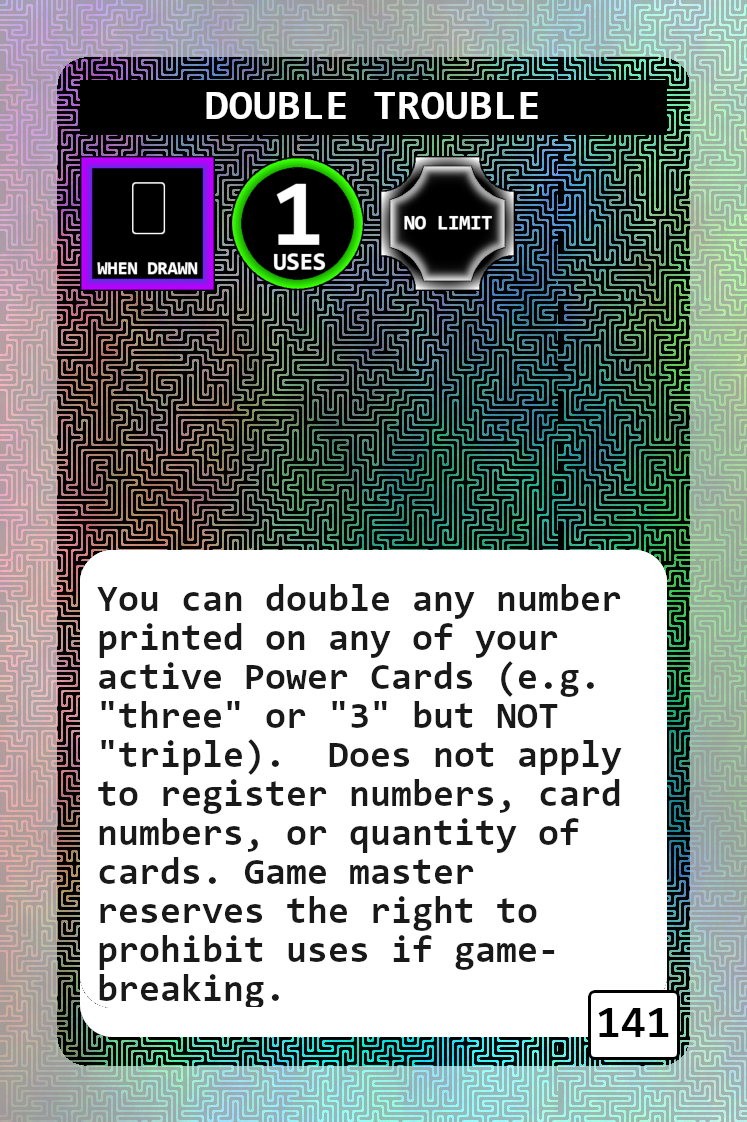 DOUBLE TROUBLE
WHEN DRAWN
1
USES
NO LIMIT
You can double any number
printed on any of your
active Power Cards (e.g.
"three" or "3" but NOT
"triple).  Does not apply
to register numbers, card
numbers, or quantity of
cards. Game master
reserves the right to
prohibit uses if game-
breaking.
141